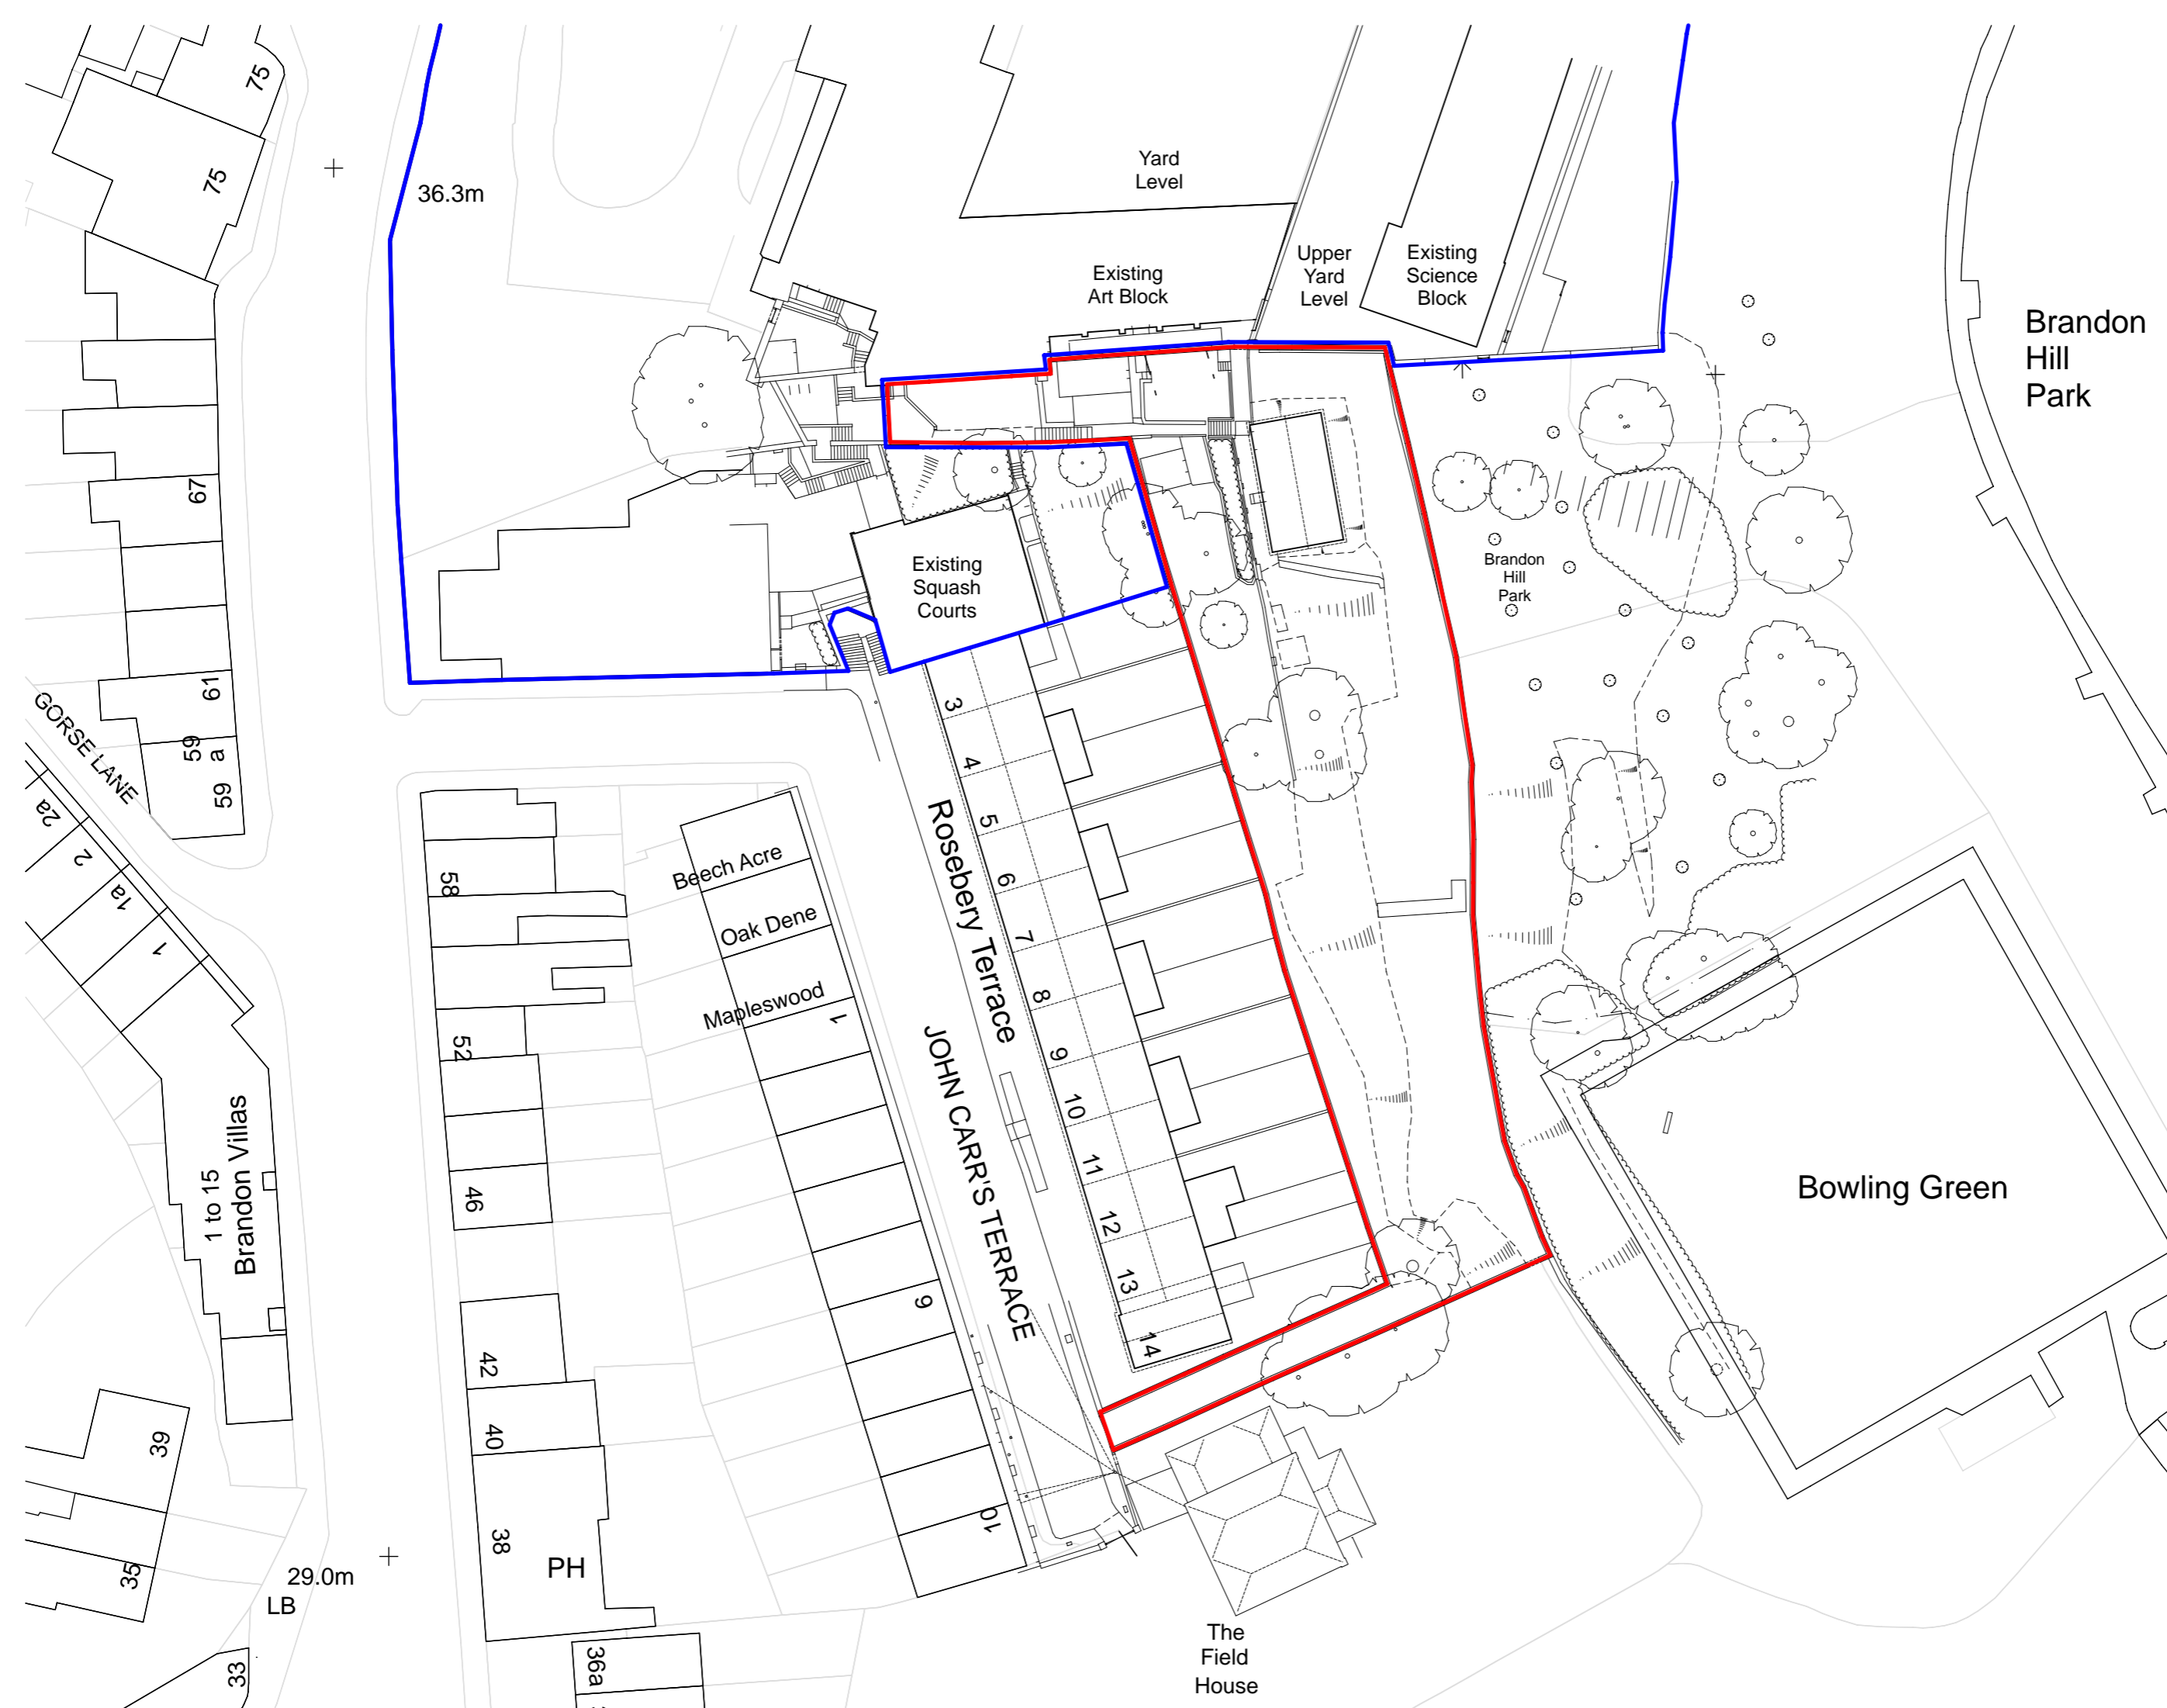 75
75
36.3m
Yard
Level
Existing
Art Block
Upper
Yard
Level
Existing
Science
Block
Brandon
Hill
Park
67
Existing
Squash
Courts
Brandon
Hill
Park
61
GORSE LANE
59
a
59
2a
2
1a
1
58
52
46
42
40
38
PH
36a
Beech Acre
Oak Dene
Mapleswood
1
9
10
Rosebery Terrace
JOHN CARR'S TERRACE
3
4
5
6
7
8
9
10
11
12
13
14
1 to 15
Brandon Villas
Bowling Green
39
35
29.0m
LB
33
The
Field
House